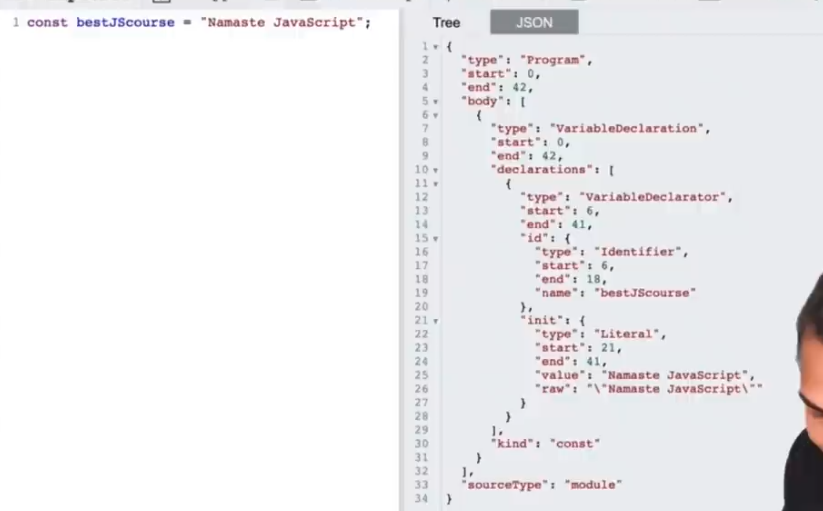 1 const bestJScourse = "Namaste JavaScript";
Tree JSON
1 {
2 "type": "Program",
3 "start": 0,
4 "end": 42,
5 "body": [
6 {
7 "type": "VariableDeclaration",
8 "start": 0,
9 "end": 42,
10 "declarations": [
11 {
12 "type": "VariableDeclarator",
13 "start": 6,
14 "end": 41,
15 "id": {
16 "type": "Identifier",
17 "start": 6,
18 "end": 18,
19 "name": "bestJScourse"
20 },
21 "init": {
22 "type": "Literal",
23 "start": 21,
24 "end": 41,
25 "value": "Namaste JavaScript",
26 "raw": "\"Namaste JavaScript\""
27 }
28 }
29 ],
30 "kind": "const"
31 }
32 ],
33 "sourceType": "module"
34 }